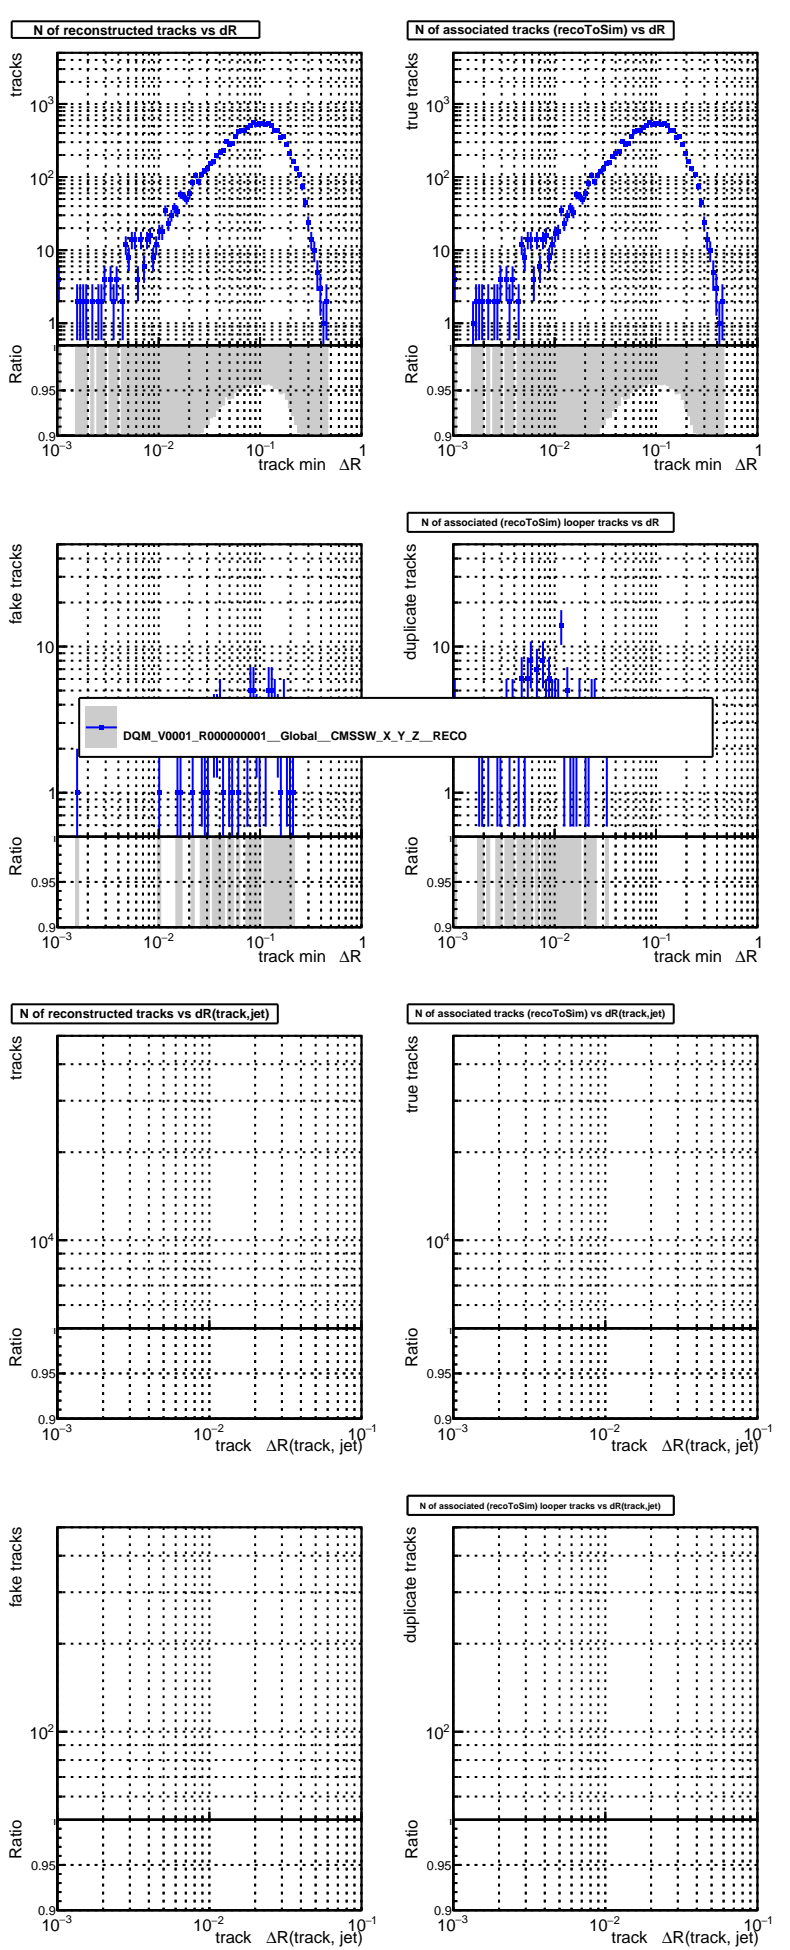 N of reconstructed tracks vs dR
tracks
10³
10²
10
1
Ratio
0.95
0.9
10⁻³ 10⁻² 10⁻¹ 1
track min ΔR
N of associated tracks (recoToSim) vs dR
true tracks
10³
10²
10
1
Ratio
0.95
0.9
10⁻³ 10⁻² 10⁻¹ 1
track min ΔR
fake tracks
10
1
Ratio
0.95
0.9
10⁻³ 10⁻² 10⁻¹ 1
track min ΔR
N of associated (recoToSim) looper tracks vs dR
duplicate tracks
10
1
Ratio
0.95
0.9
10⁻³ 10⁻² 10⁻¹ 1
track min ΔR
DQM_V0001_R000000001__Global__CMSSW_X_Y_Z__RECO
N of reconstructed tracks vs dR(track,jet)
tracks
10⁴
Ratio
0.95
0.9
10⁻³ 10⁻² 10⁻¹
track ΔR(track, jet)
N of associated tracks (recoToSim) vs dR(track,jet)
true tracks
10⁴
Ratio
0.95
0.9
10⁻³ 10⁻² 10⁻¹
track ΔR(track, jet)
fake tracks
10²
Ratio
0.95
0.9
10⁻³ 10⁻² 10⁻¹
track ΔR(track, jet)
N of associated (recoToSim) looper tracks vs dR(track,jet)
duplicate tracks
10²
Ratio
0.95
0.9
10⁻³ 10⁻² 10⁻¹
track ΔR(track, jet)